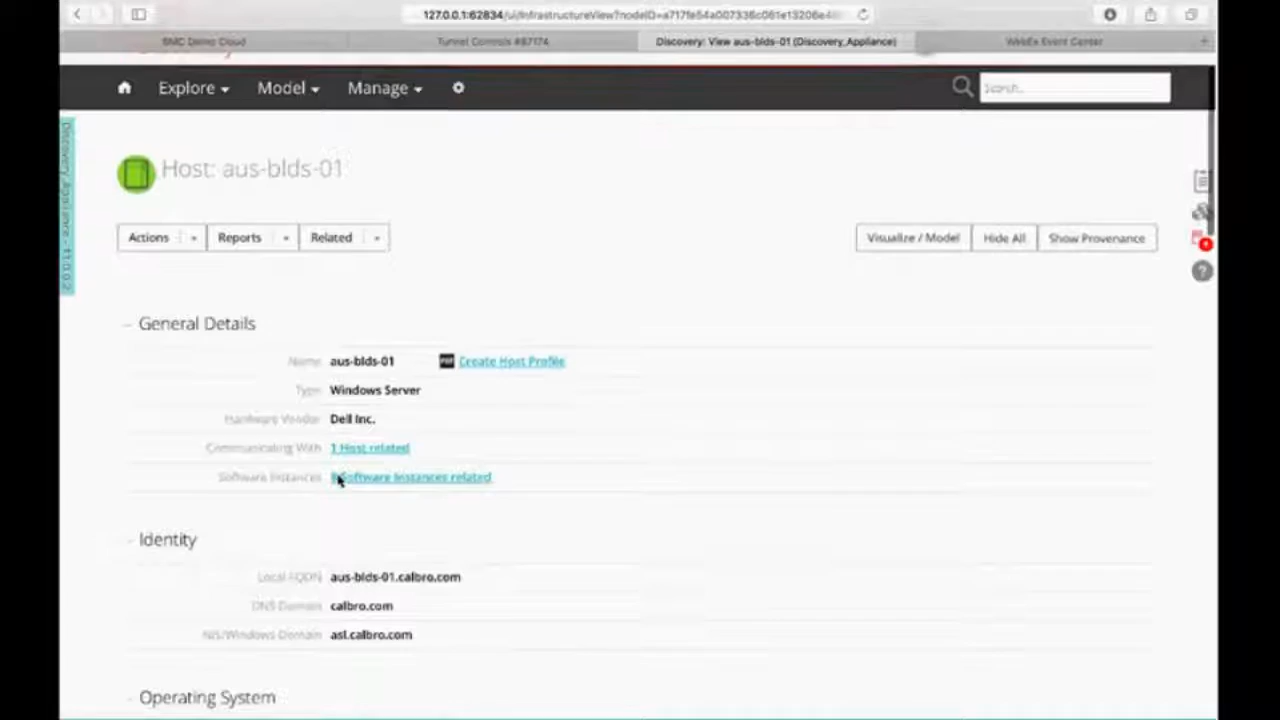 127.0.0.1:62834/ui/InfrastructureView?nodeID=
BMC Demo Cloud
Tunnel Controls #87174
Discovery: View aus-blds-01 (Discovery_Appliance)
WebEx Event Center
Explore
Model
Manage
Search...
Host: aus-blds-01
Actions
Reports
Related
Visualize / Model
Hide All
Show Provenance
General Details
Name aus-blds-01 Create Host Profile
Type Windows Server
Hardware Vendor Dell Inc.
Communicating With 1 Host related
Software Instances Software Instances related
Identity
Local FQDN aus-blds-01.calbro.com
DNS Domain calbro.com
NIS/Windows Domain asl.calbro.com
Operating System